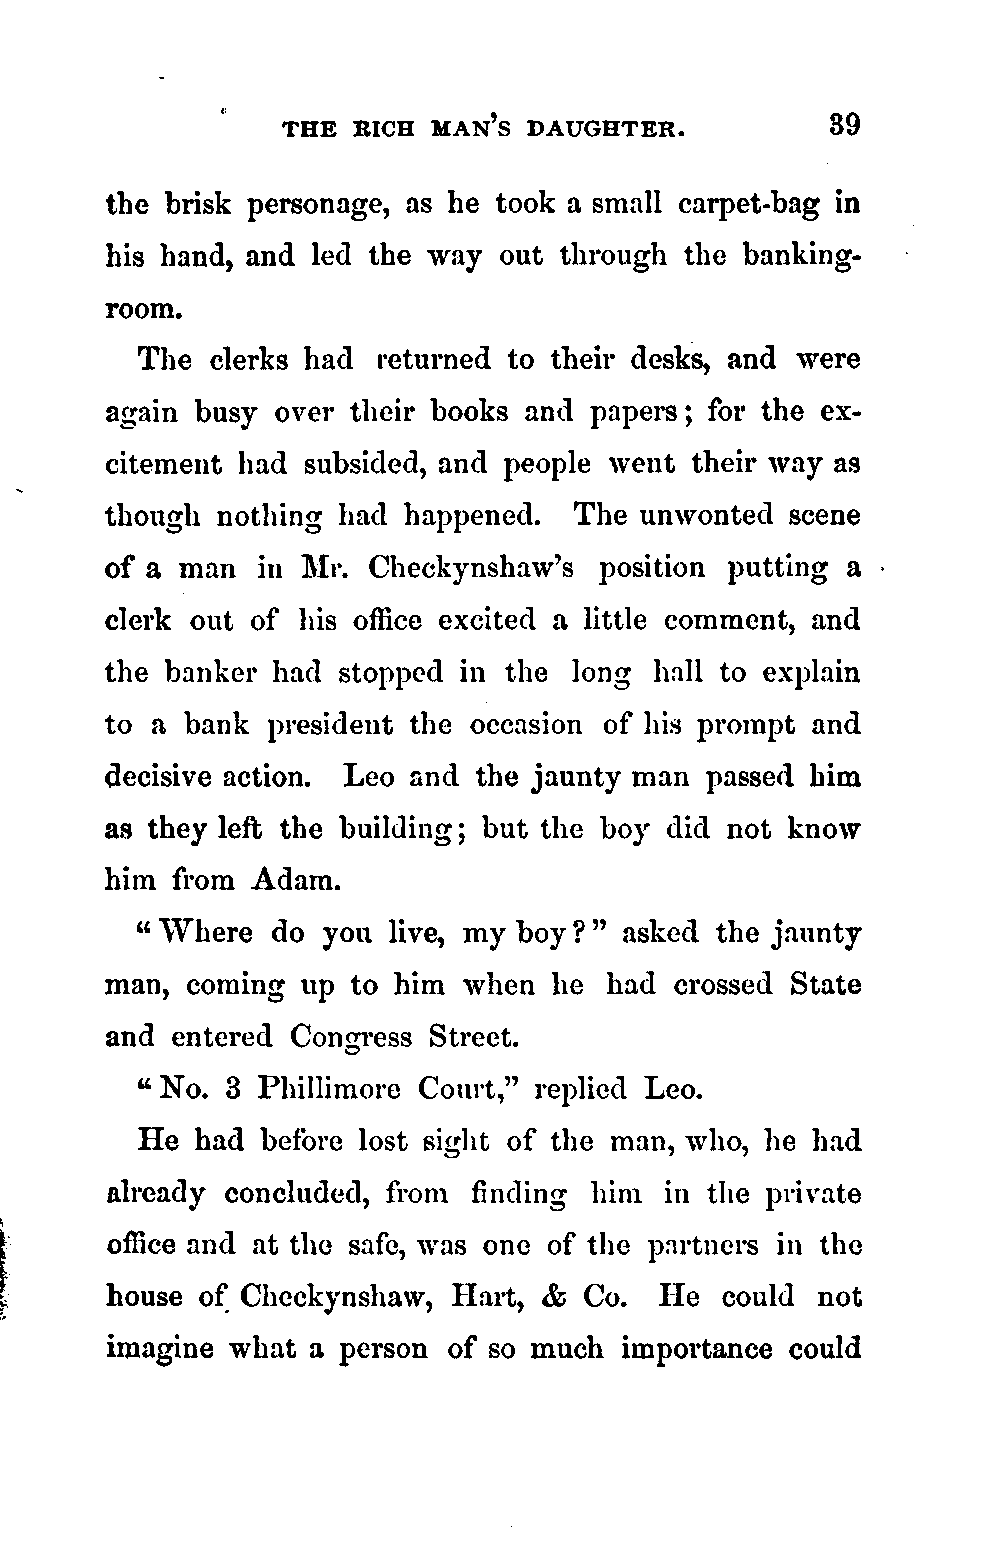 THE RICH MAN'S DAUGHTER. 39
the brisk personage, as he took a small carpet-bag in
his hand, and led the way out through the banking-
room.
The clerks had returned to their desks, and were
again busy over their books and papers; for the ex-
citement had subsided, and people went their way as
though nothing had happened. The unwonted scene
of a man in Mr. Checkynshaw's position putting a
clerk out of his office excited a little comment, and
the banker had stopped in the long hall to explain
to a bank president the occasion of his prompt and
decisive action. Leo and the jaunty man passed him
as they left the building; but the boy did not know
him from Adam.
"Where do you live, my boy?" asked the jaunty
man, coming up to him when he had crossed State
and entered Congress Street.
"No. 3 Phillimore Court," replied Leo.
He had before lost sight of the man, who, he had
already concluded, from finding him in the private
office and at the safe, was one of the partners in the
house of Checkynshaw, Hart, & Co. He could not
imagine what a person of so much importance could